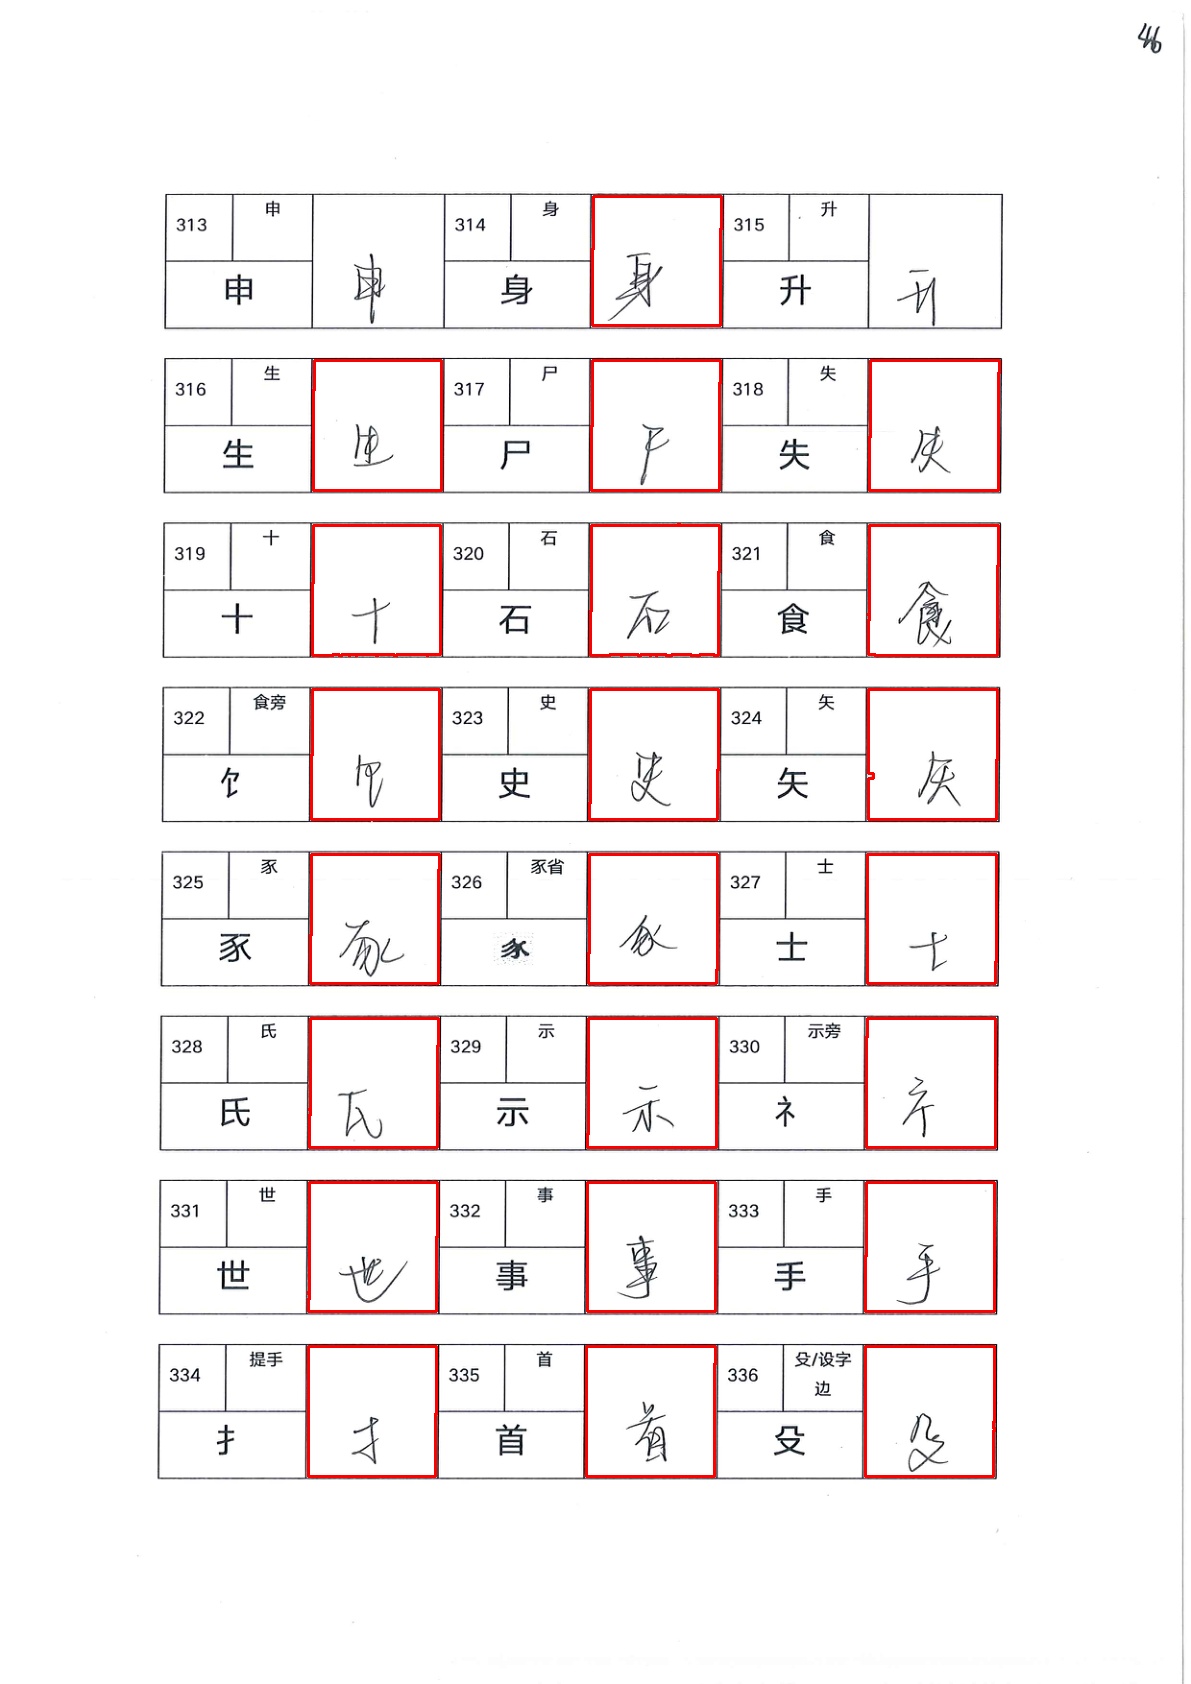 46
313 申 申 申 314 身 身 身 315 升 升 升
316 生 生 生 317 尸 尸 尸 318 失 失 失
319 十 十 十 320 石 石 石 321 食 食 食
322 食旁 饣 饣 323 史 史 史 324 矢 矢 矢
325 豕 豕 豕 326 豕省 327 士 士 士
328 氏 氏 氏 329 示 示 示 330 示旁 礻 礻
331 世 世 世 332 事 事 事 333 手 手 手
334 提手 扌 扌 335 首 首 首 336 殳/设字边 殳 殳